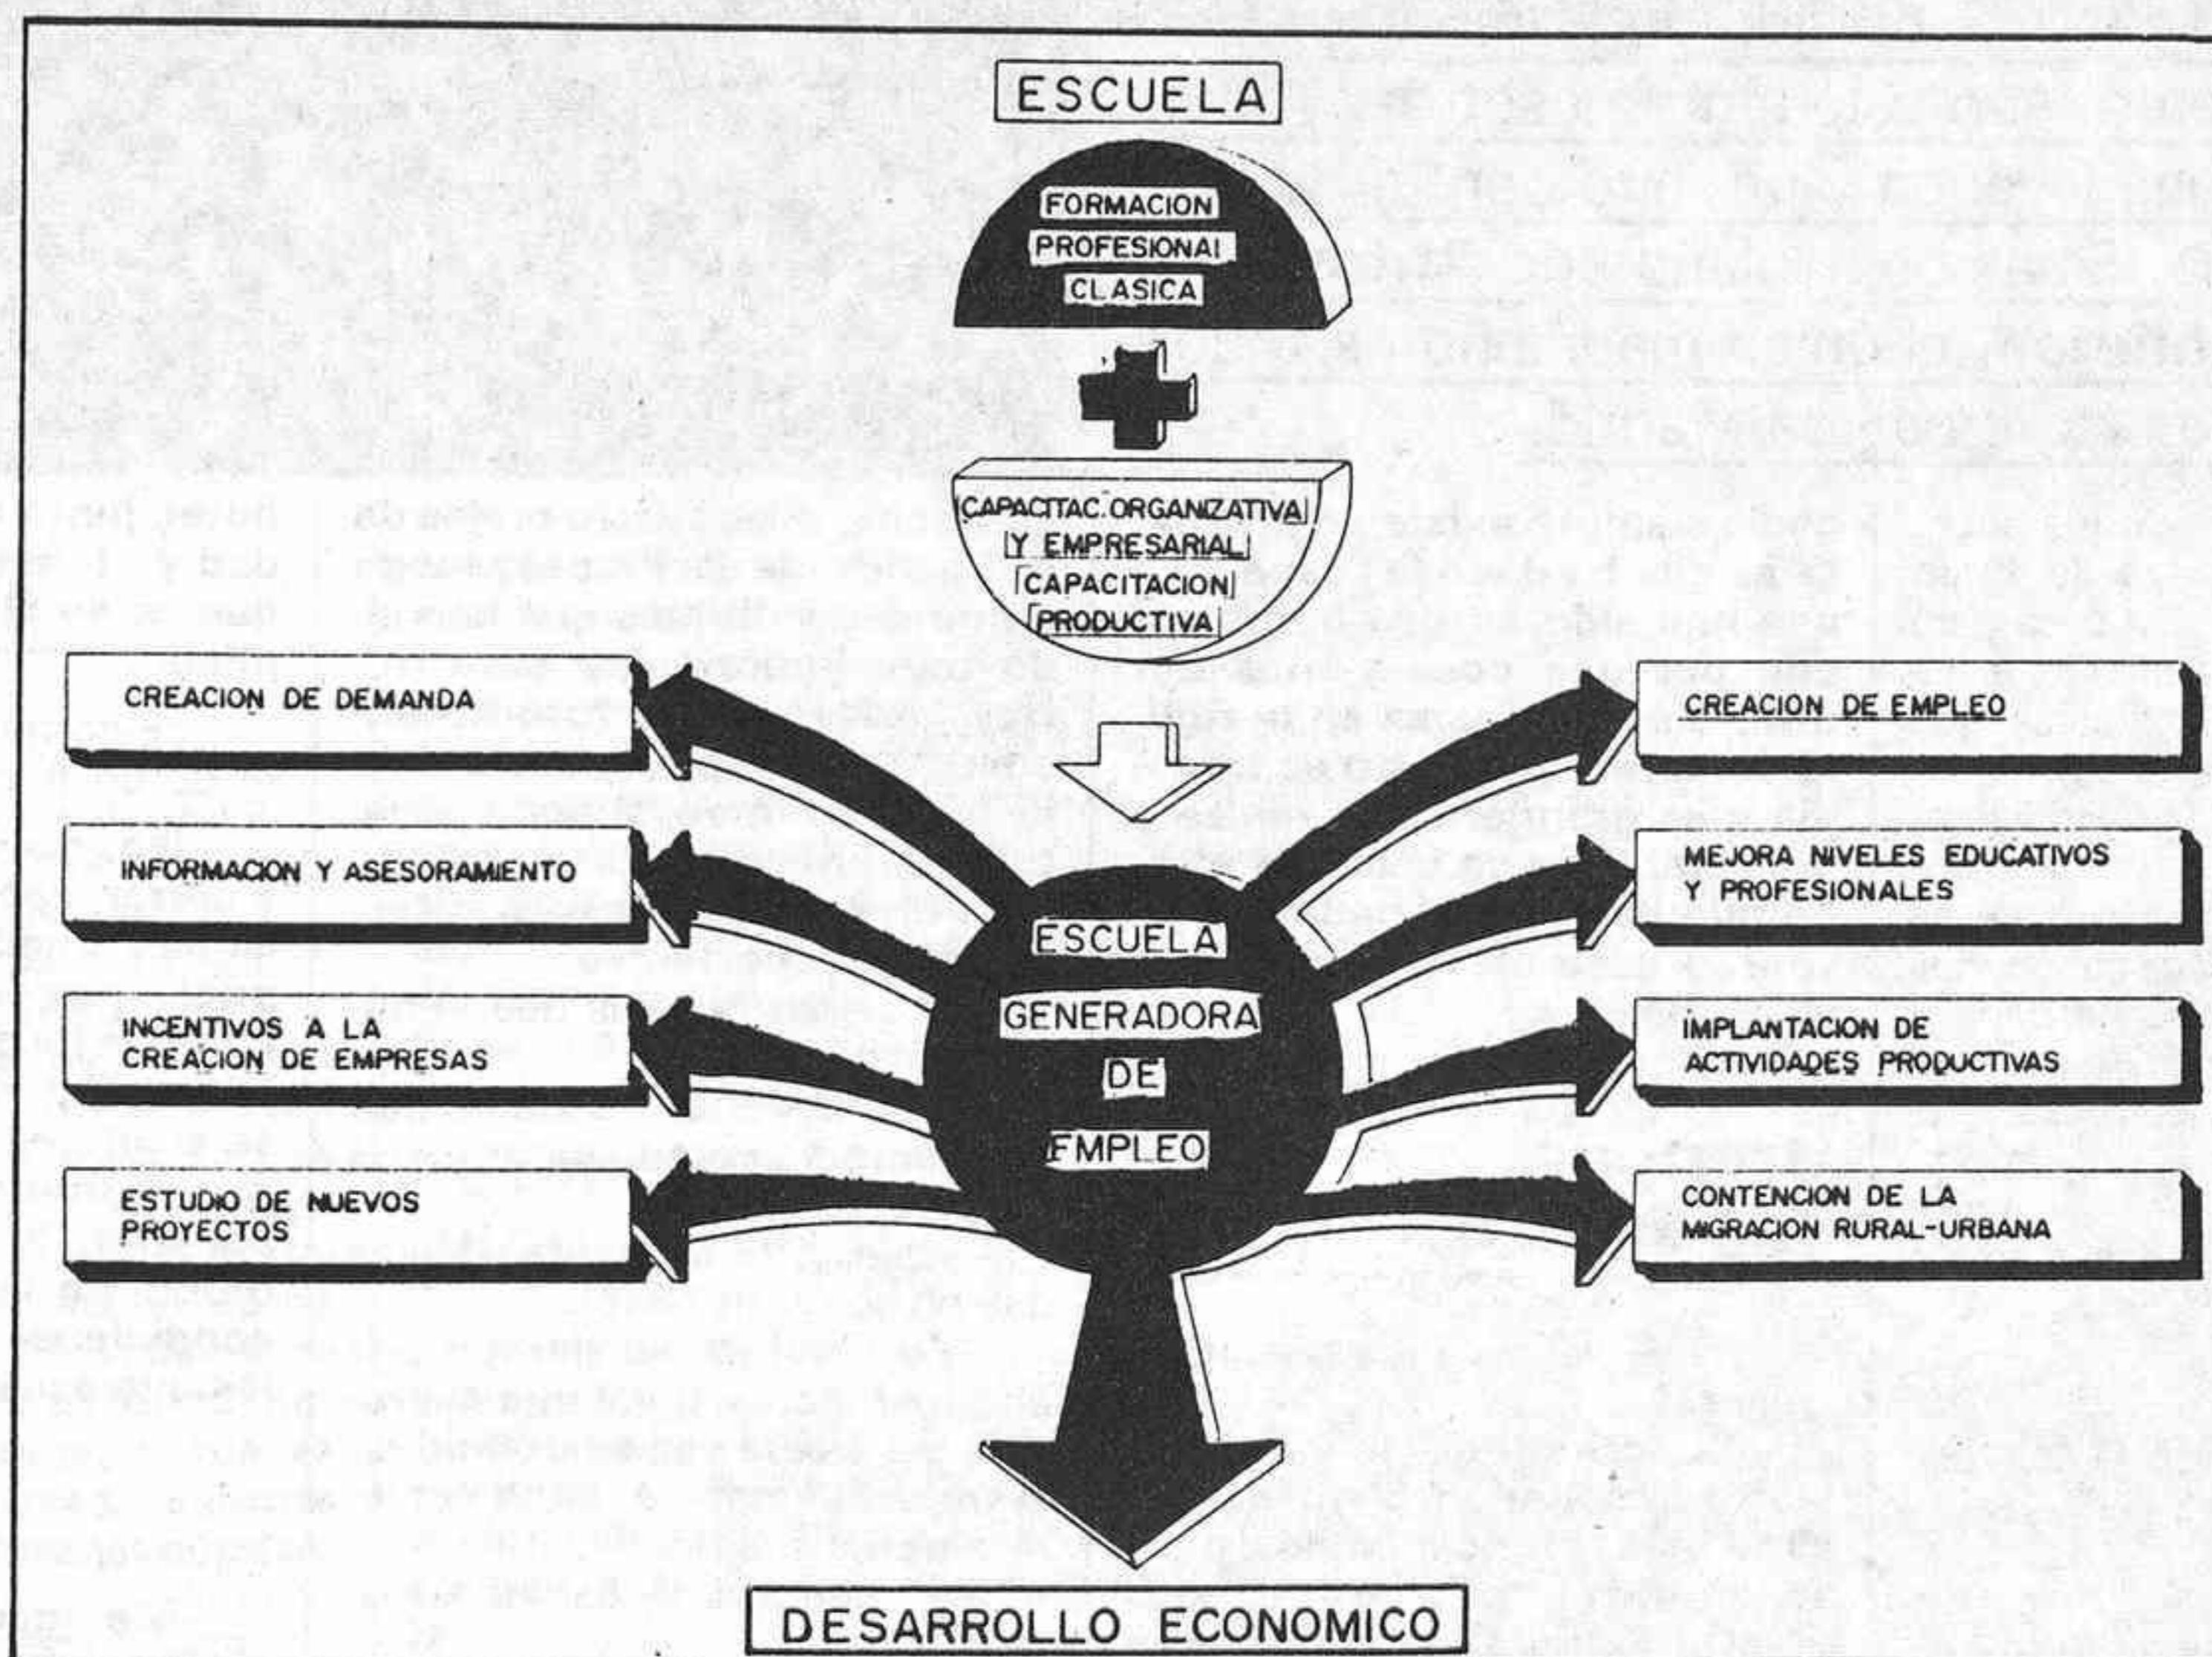 ESCUELA
FORMACION
PROFESIONAL
CLASICA
CAPACITAC. ORGANIZATIVA
Y EMPRESARIAL
CAPACITACION
PRODUCTIVA
CREACION DE DEMANDA
INFORMACION Y ASESORAMIENTO
INCENTIVOS A LA
CREACION DE EMPRESAS
ESTUDIO DE NUEVOS
PROYECTOS
ESCUELA
GENERADORA
DE
EMPLEO
CREACION DE EMPLEO
MEJORA NIVELES EDUCATIVOS
Y PROFESIONALES
IMPLANTACION DE
ACTIVIDADES PRODUCTIVAS
CONTENCION DE LA
MIGRACION RURAL-URBANA
DESARROLLO ECONOMICO